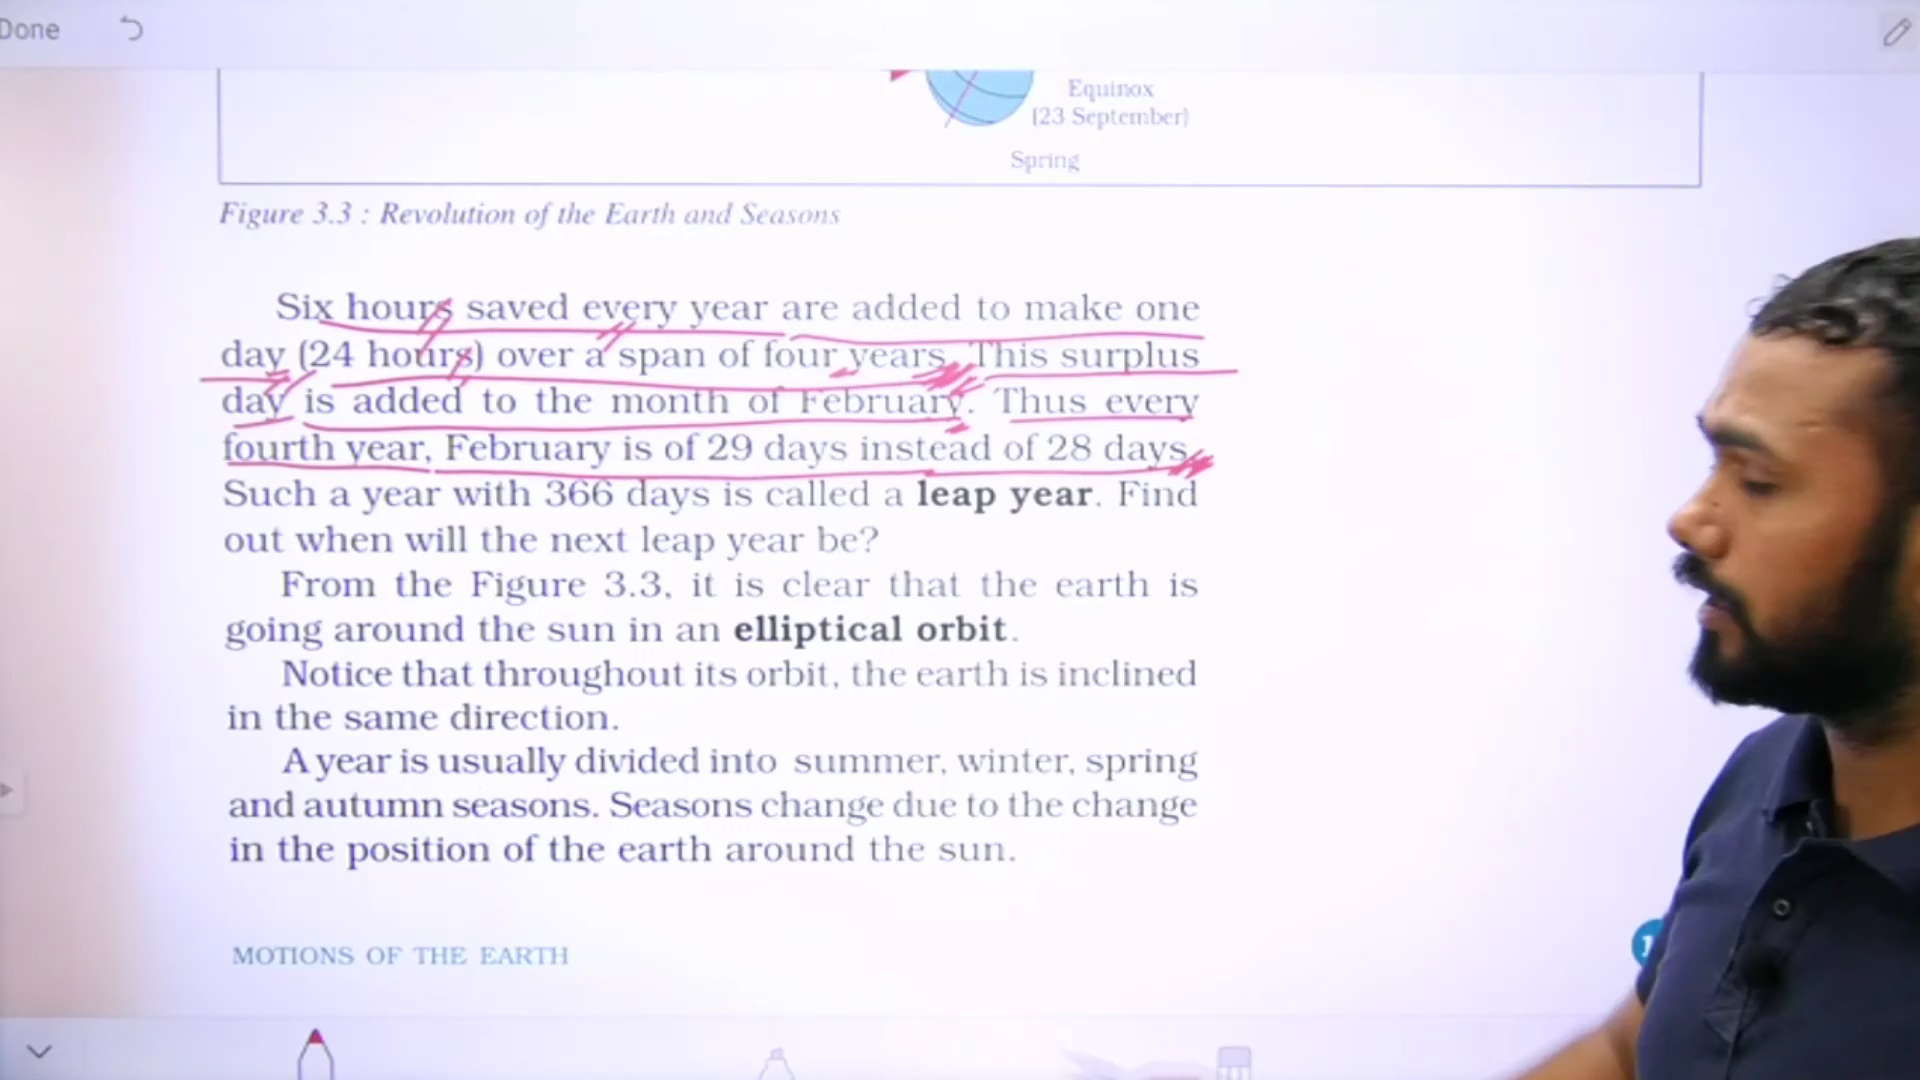 Done
Equinox
(23 September)
Spring
Figure 3.3 : Revolution of the Earth and Seasons
Six hours saved every year are added to make one
day (24 hours) over a span of four years. This surplus
day is added to the month of February. Thus every
fourth year, February is of 29 days instead of 28 days.
Such a year with 366 days is called a leap year. Find
out when will the next leap year be?
From the Figure 3.3, it is clear that the earth is
going around the sun in an elliptical orbit.
Notice that throughout its orbit, the earth is inclined
in the same direction.
A year is usually divided into summer, winter, spring
and autumn seasons. Seasons change due to the change
in the position of the earth around the sun.
MOTIONS OF THE EARTH